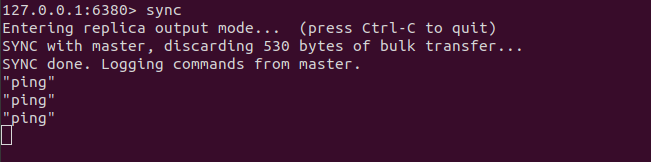 127.0.0.1:6380> sync
Entering replica output mode...  (press Ctrl-C to quit)
SYNC with master, discarding 530 bytes of bulk transfer...
SYNC done. Logging commands from master.
"ping"
"ping"
"ping"